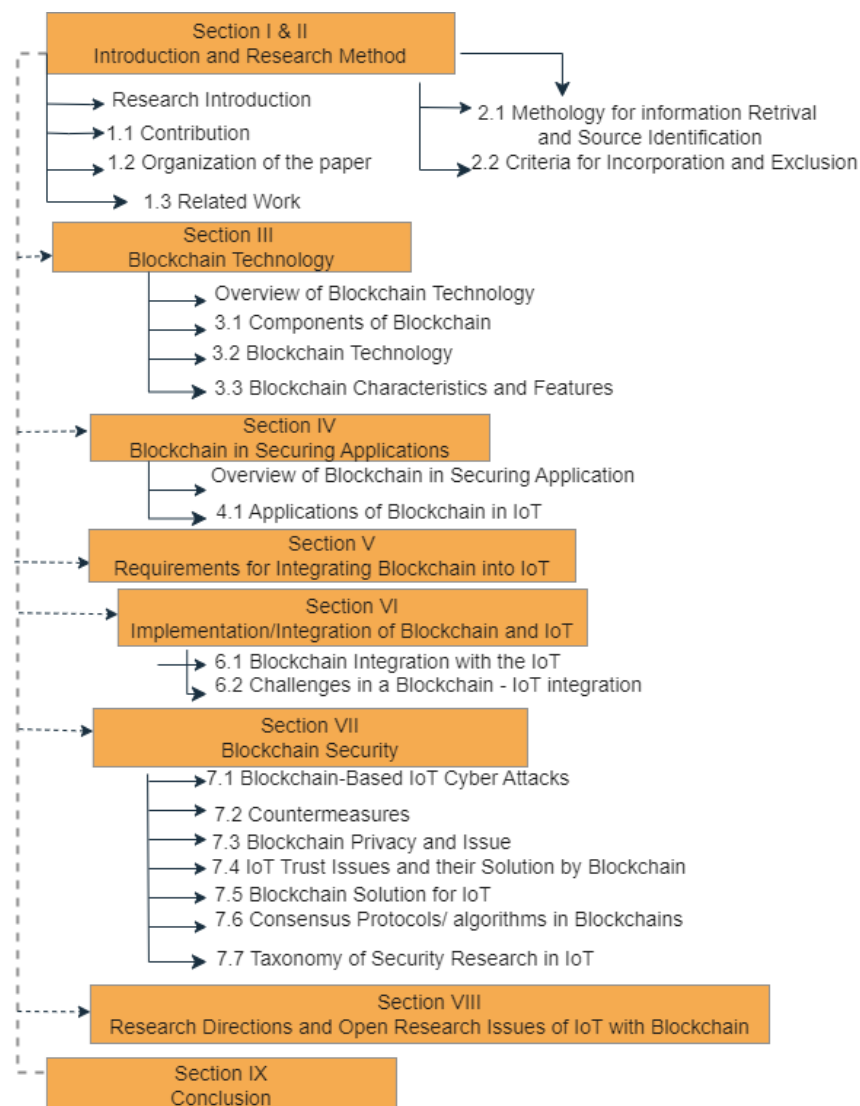 Section I & II
Introduction and Research Method
Research Introduction
1.1 Contribution
1.2 Organization of the paper
1.3 Related Work
2.1 Methology for information Retrival
and Source Identification
2.2 Criteria for Incorporation and Exclusion
Section III
Blockchain Technology
Overview of Blockchain Technology
3.1 Components of Blockchain
3.2 Blockchain Technology
3.3 Blockchain Characteristics and Features
Section IV
Blockchain in Securing Applications
Overview of Blockchain in Securing Application
4.1 Applications of Blockchain in IoT
Section V
Requirements for Integrating Blockchain into IoT
Section VI
Implementation/Integration of Blockchain and IoT
6.1 Blockchain Integration with the IoT
6.2 Challenges in a Blockchain - IoT integration
Section VII
Blockchain Security
7.1 Blockchain-Based IoT Cyber Attacks
7.2 Countermeasures
7.3 Blockchain Privacy and Issue
7.4 IoT Trust Issues and their Solution by Blockchain
7.5 Blockchain Solution for IoT
7.6 Consensus Protocols/ algorithms in Blockchains
7.7 Taxonomy of Security Research in IoT
Section VIII
Research Directions and Open Research Issues of IoT with Blockchain
Section IX
Conclusion